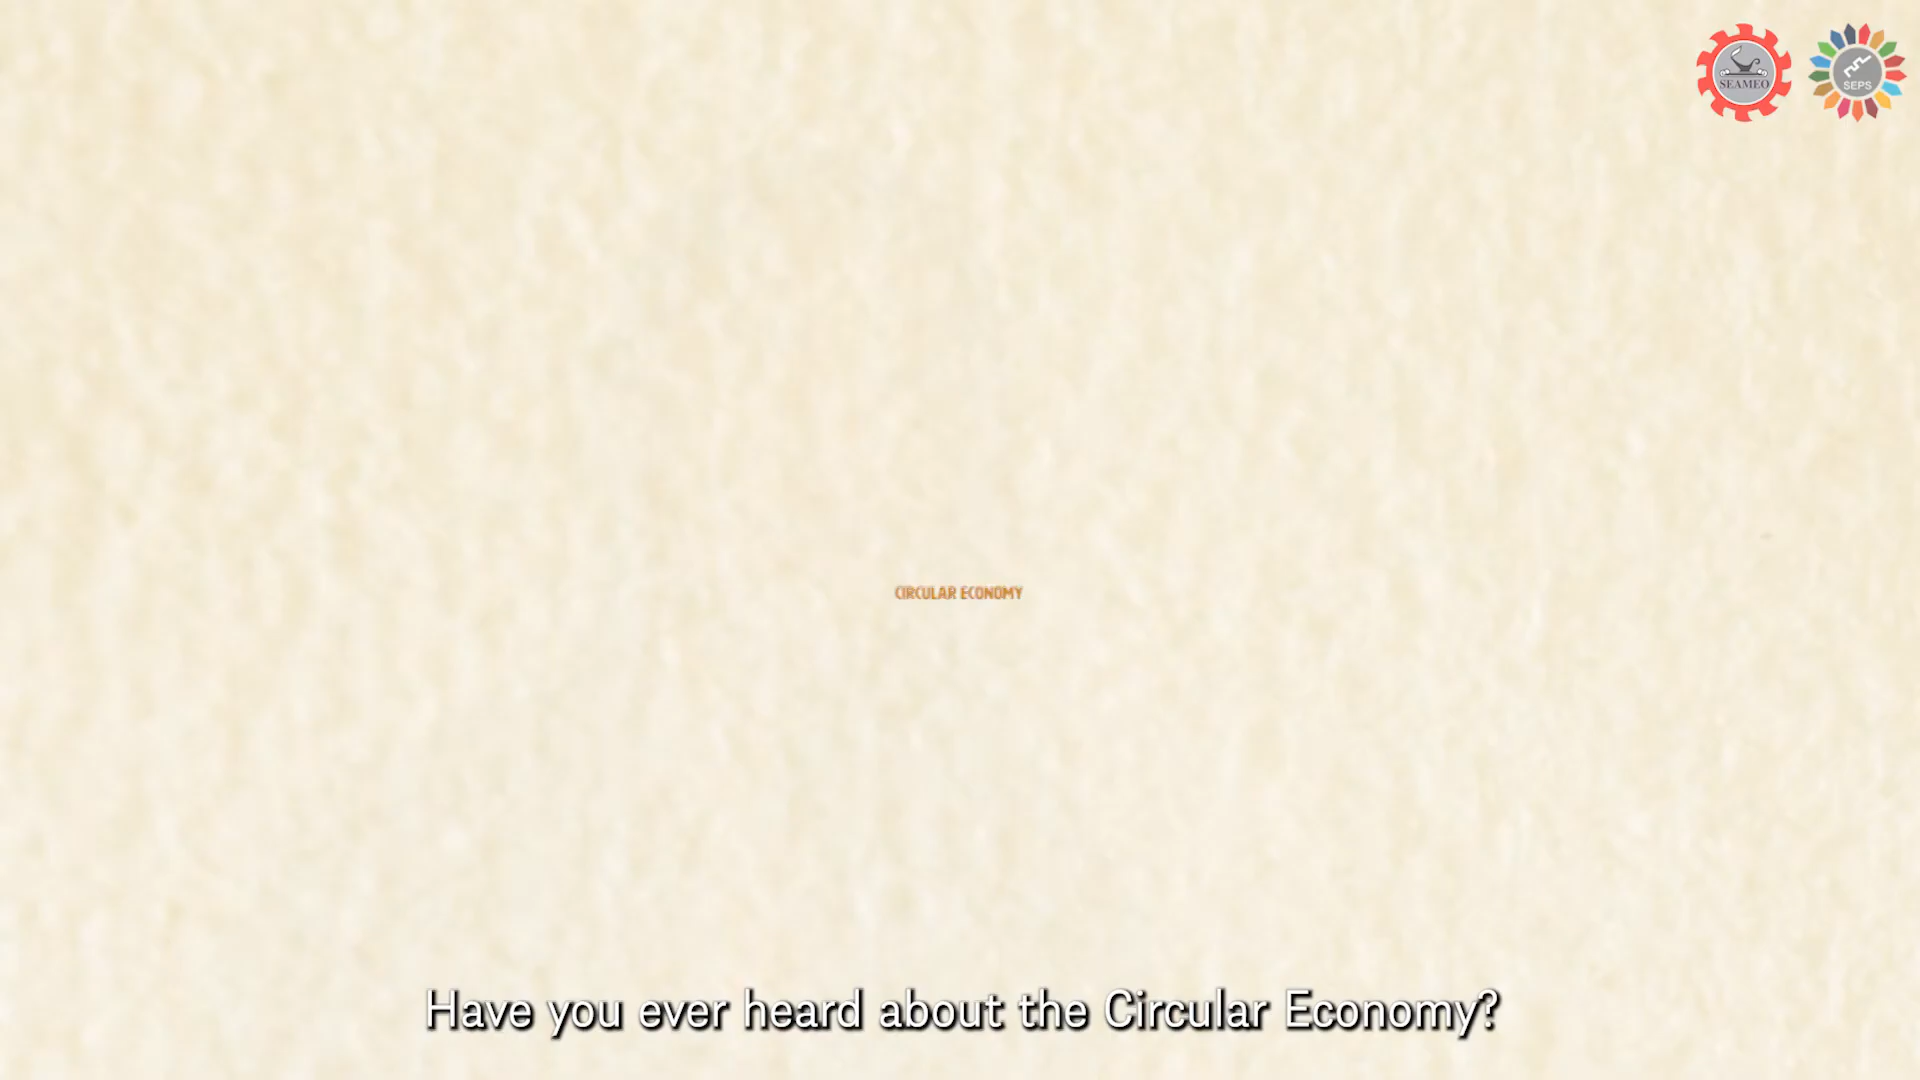 SEAMEO
SEPS
CIRCULAR ECONOMY
Have you ever heard about the Circular Economy?